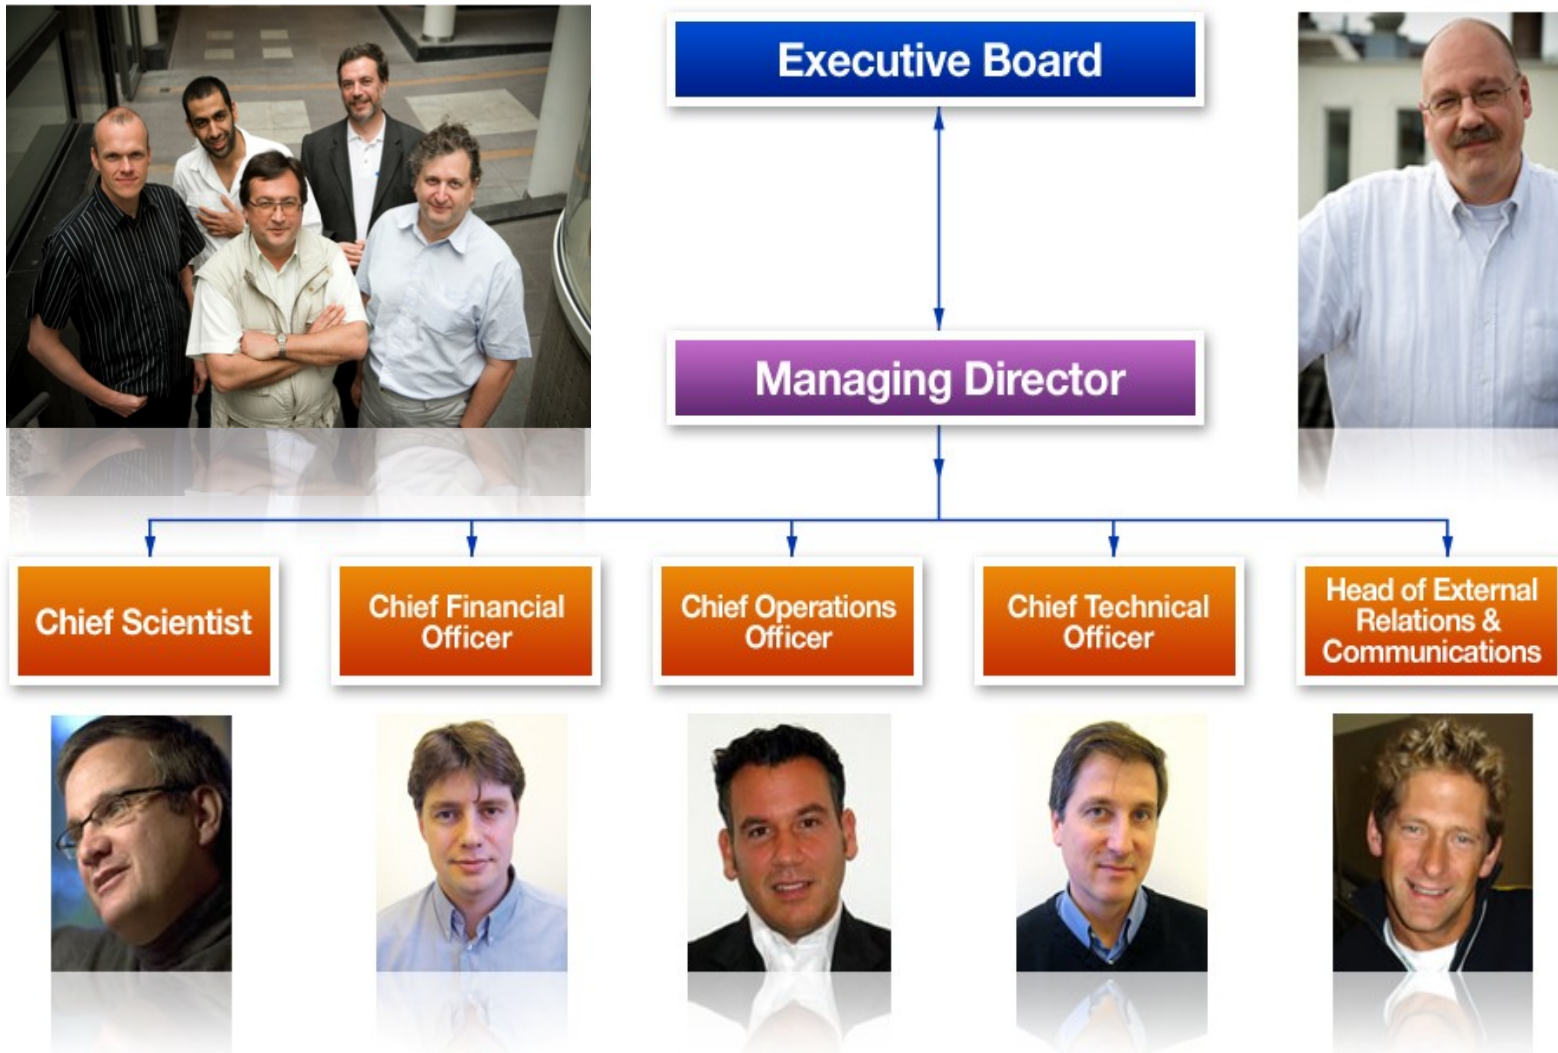 Executive Board
Managing Director
Chief Scientist
Chief Financial
Officer
Chief Operations
Officer
Chief Technical
Officer
Head of External
Relations &
Communications